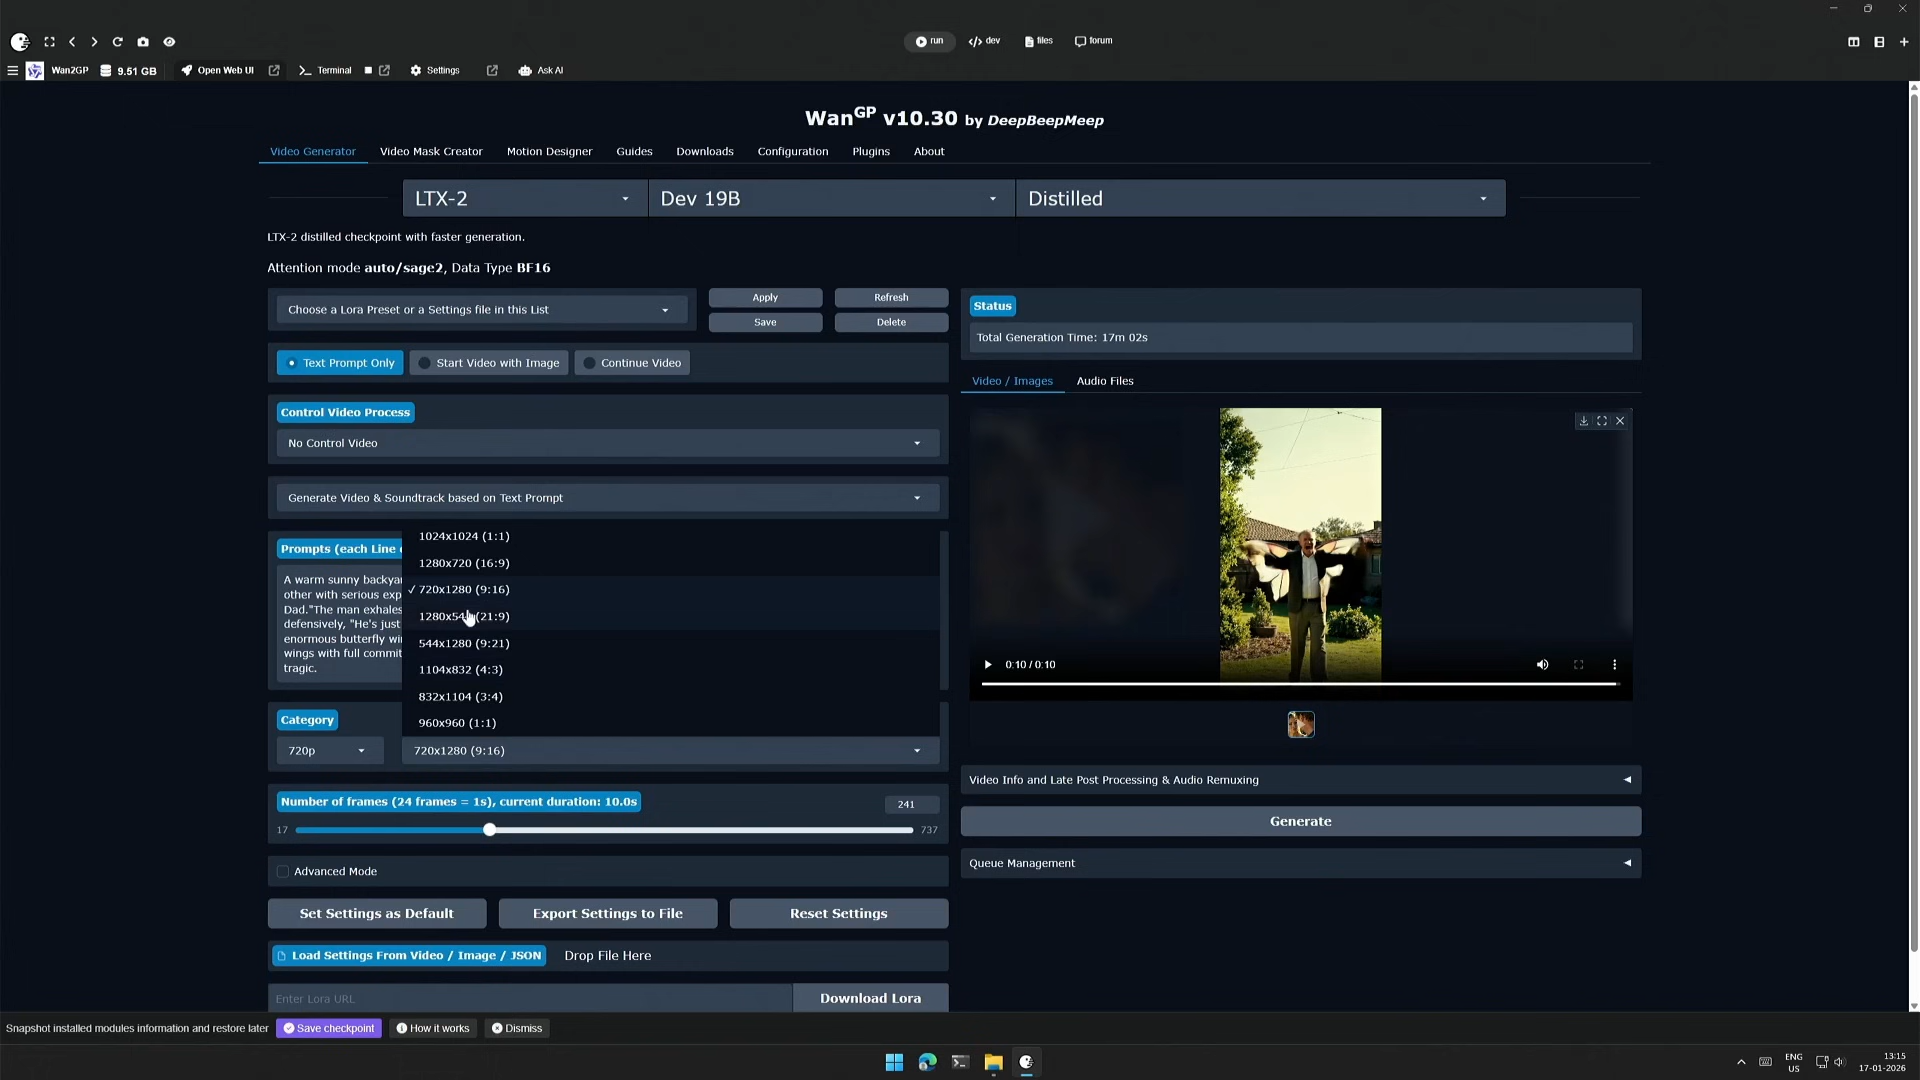 run
dev
files
forum
Wan2GP
9.51 GB
Open Web UI
Terminal
Settings
Ask AI
WanGP v10.30 by DeepBeepMeep
Video Generator
Video Mask Creator
Motion Designer
Guides
Downloads
Configuration
Plugins
About
LTX-2
Dev 19B
Distilled
LTX-2 distilled checkpoint with faster generation.
Attention mode auto/sage2, Data Type BF16
Choose a Lora Preset or a Settings file in this List
Apply
Refresh
Save
Delete
Status
Total Generation Time: 17m 02s
Text Prompt Only
Start Video with Image
Continue Video
Video / Images
Audio Files
Control Video Process
No Control Video
Generate Video & Soundtrack based on Text Prompt
Prompts (each Line
A warm sunny backya
other with serious exp
Dad."The man exhales
defensively, "He's just
enormous butterfly wi
wings with full commit
tragic.
1024x1024 (1:1)
1280x720 (16:9)
✓ 720x1280 (9:16)
1280x54 (21:9)
544x1280 (9:21)
1104x832 (4:3)
832x1104 (3:4)
960x960 (1:1)
0:10 / 0:10
Category
720p
720x1280 (9:16)
Video Info and Late Post Processing & Audio Remuxing
Number of frames (24 frames = 1s), current duration: 10.0s
241
17
737
Generate
Queue Management
Advanced Mode
Set Settings as Default
Export Settings to File
Reset Settings
Load Settings From Video / Image / JSON
Drop File Here
Enter Lora URL
Download Lora
Snapshot installed modules information and restore later
Save checkpoint
How it works
Dismiss
ENG
US
13:15
17-01-2026